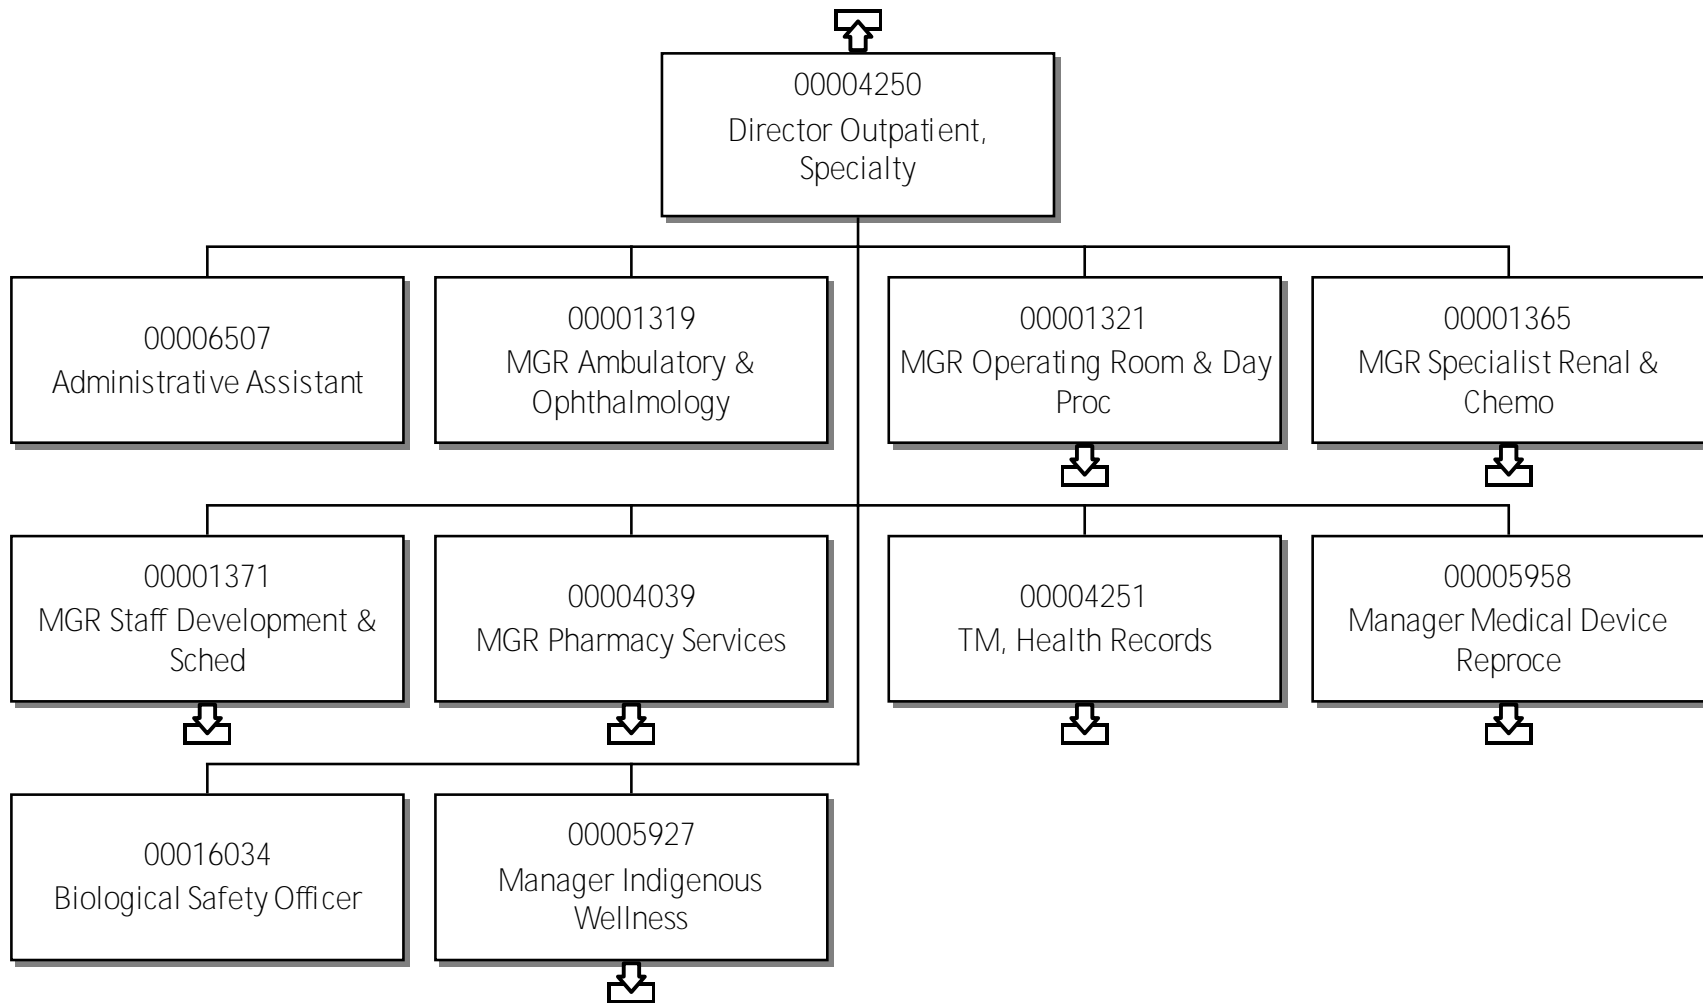 00004250
Director Outpatient,
Specialty
00006507
Administrative Assistant
00001319
MGR Ambulatory &
Ophthalmology
00001321
MGR Operating Room & Day
Proc
00001365
MGR Specialist Renal &
Chemo
00001371
MGR Staff Development &
Sched
00004039
MGR Pharmacy Services
00004251
TM, Health Records
00005958
Manager Medical Device
Reproce
00016034
Biological Safety Officer
00005927
Manager Indigenous
Wellness